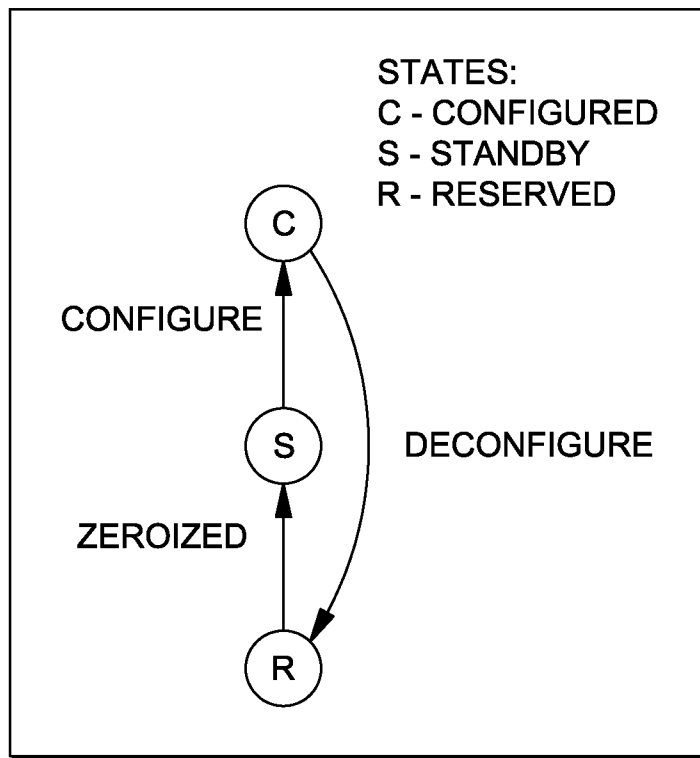 STATES:
C - CONFIGURED
S - STANDBY
R - RESERVED
C
CONFIGURE
S
DECONFIGURE
ZEROIZED
R